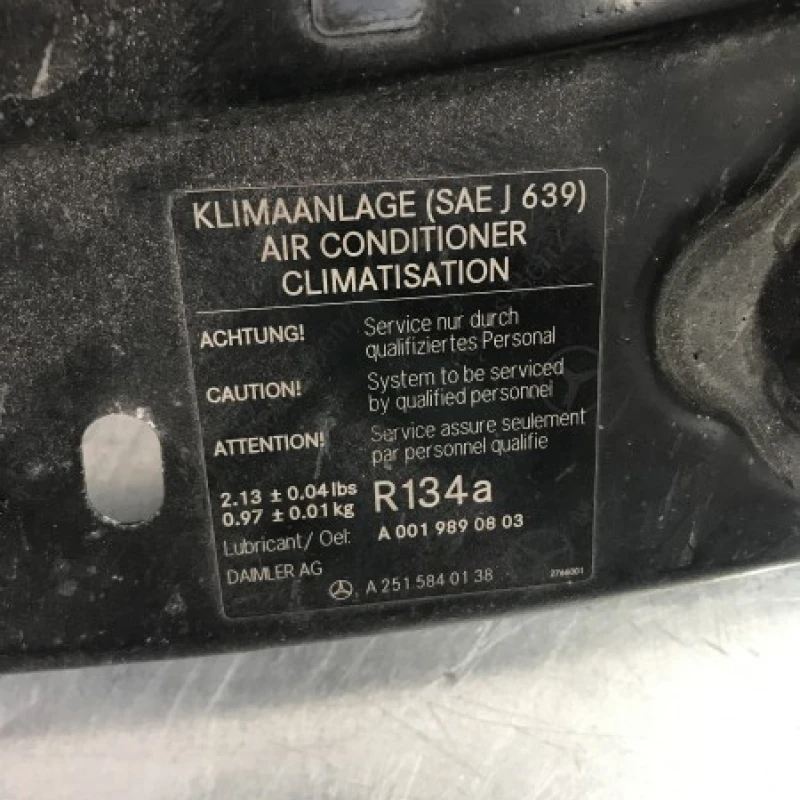 KLIMAANLAGE (SAE J 639)
AIR CONDITIONER
CLIMATISATION
ACHTUNG! Service nur durch
qualifiziertes Personal
CAUTION! System to be serviced
by qualified personnel
ATTENTION! Service assure seulement
par personnel qualifie
2.13 ± 0.04 lbs R134a
0.97 ± 0.01 kg
Lubricant/ Oel: A 001 989 08 03
DAIMLER AG
A 251 584 01 38 2766001